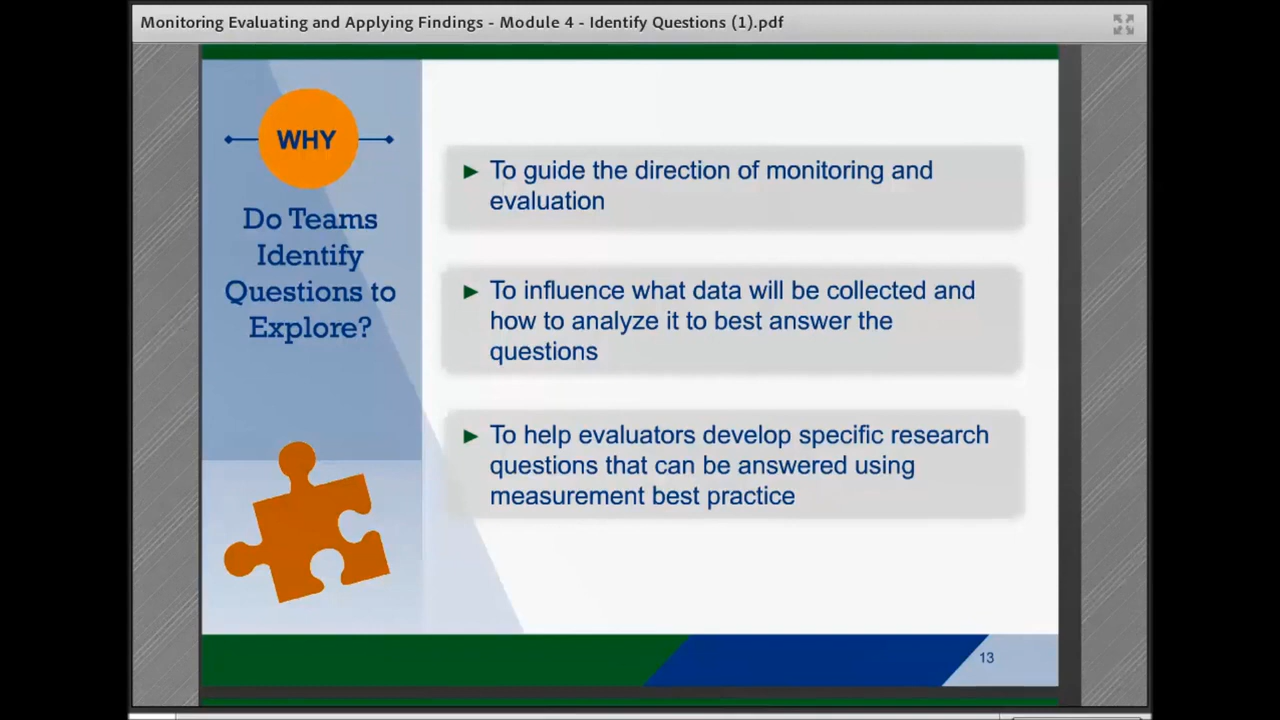 Monitoring Evaluating and Applying Findings - Module 4 - Identify Questions (1).pdf
WHY
Do Teams
Identify
Questions to
Explore?
► To guide the direction of monitoring and
evaluation
► To influence what data will be collected and
how to analyze it to best answer the
questions
► To help evaluators develop specific research
questions that can be answered using
measurement best practice
13